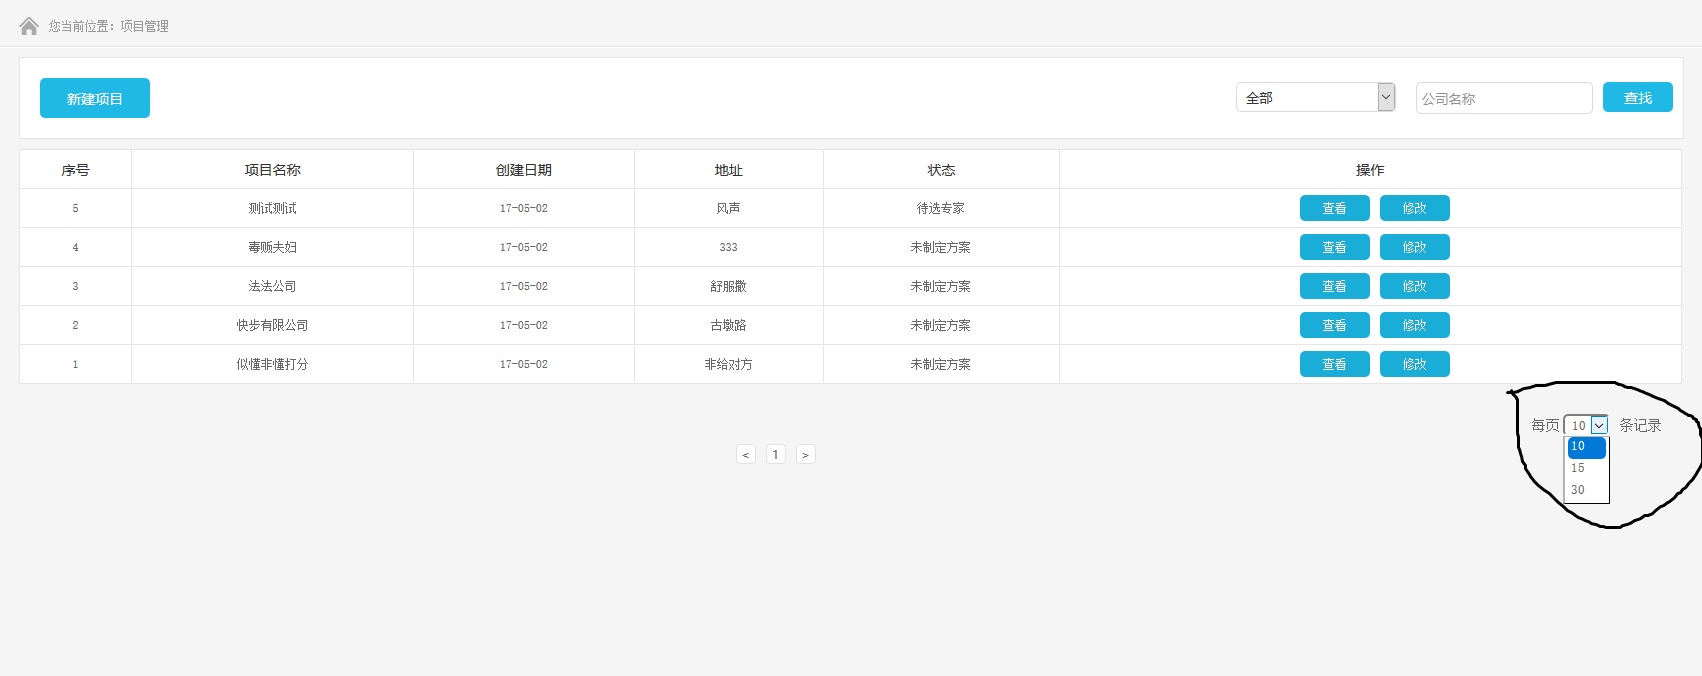 您当前位置：项目管理
新建项目 全部 公司名称 查找
序号 项目名称 创建日期 地址 状态 操作
5 测试测试 17-05-02 风声 待选专家 查看 修改
4 毒贩夫妇 17-05-02 333 未制定方案 查看 修改
3 法法公司 17-05-02 舒服撒 未制定方案 查看 修改
2 快步有限公司 17-05-02 古墩路 未制定方案 查看 修改
1 似懂非懂打分 17-05-02 非给对方 未制定方案 查看 修改
每页 10 条记录
10
< 1 >
15
30